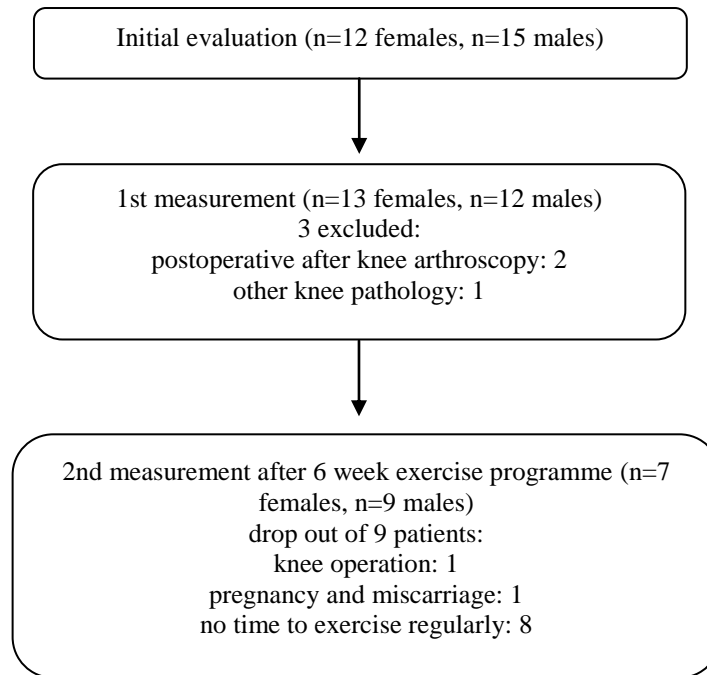 Initial evaluation (n=12 females, n=15 males)
1st measurement (n=13 females, n=12 males)
3 excluded:
postoperative after knee arthroscopy: 2
other knee pathology: 1
2nd measurement after 6 week exercise programme (n=7
females, n=9 males)
drop out of 9 patients:
knee operation: 1
pregnancy and miscarriage: 1
no time to exercise regularly: 8